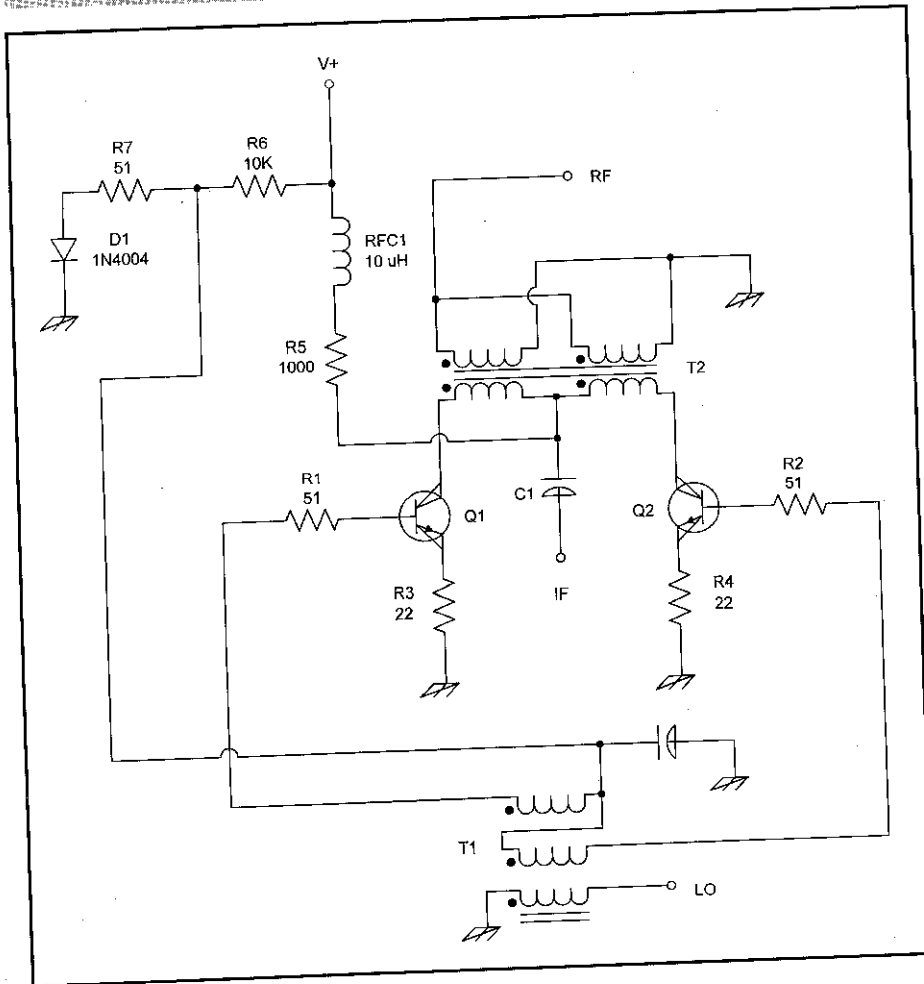 V+
R7
51
R6
10K
RF
D1
1N4004
RFC1
10 uH
R5
1000
T2
R1
51
C1
Q1
Q2
R2
51
IF
R3
22
R4
22
T1
LO